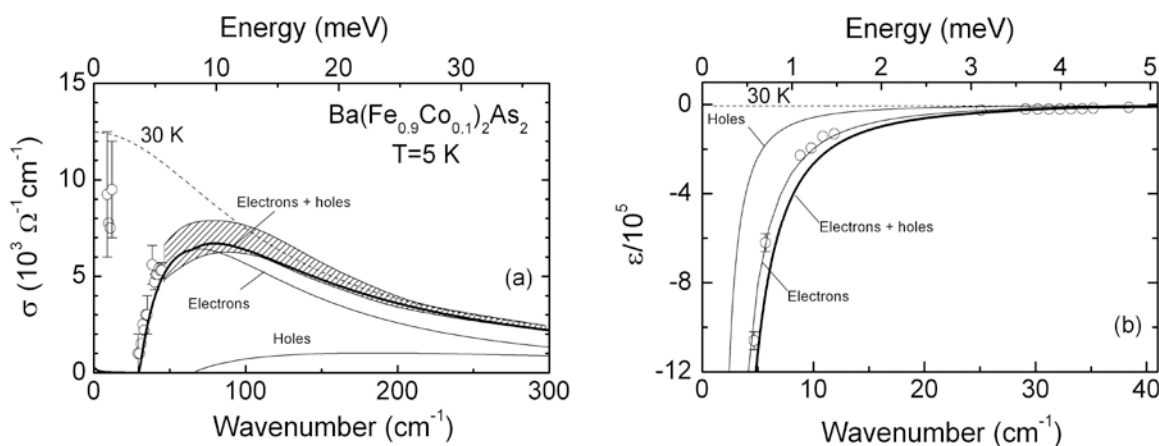 Energy (meV)
0 10 20 30
15
10
5
0
σ (10³ Ω⁻¹cm⁻¹)
30 K
Ba(Fe₀.₉Co₀.₁)₂As₂
T=5 K
Electrons + holes
(a)
Electrons
Holes
0 100 200 300
Wavenumber (cm⁻¹)
Energy (meV)
0 1 2 3 4 5
0
-4
-8
-12
ε/10⁵
30 K
Holes
Electrons + holes
Electrons
(b)
0 10 20 30 40
Wavenumber (cm⁻¹)